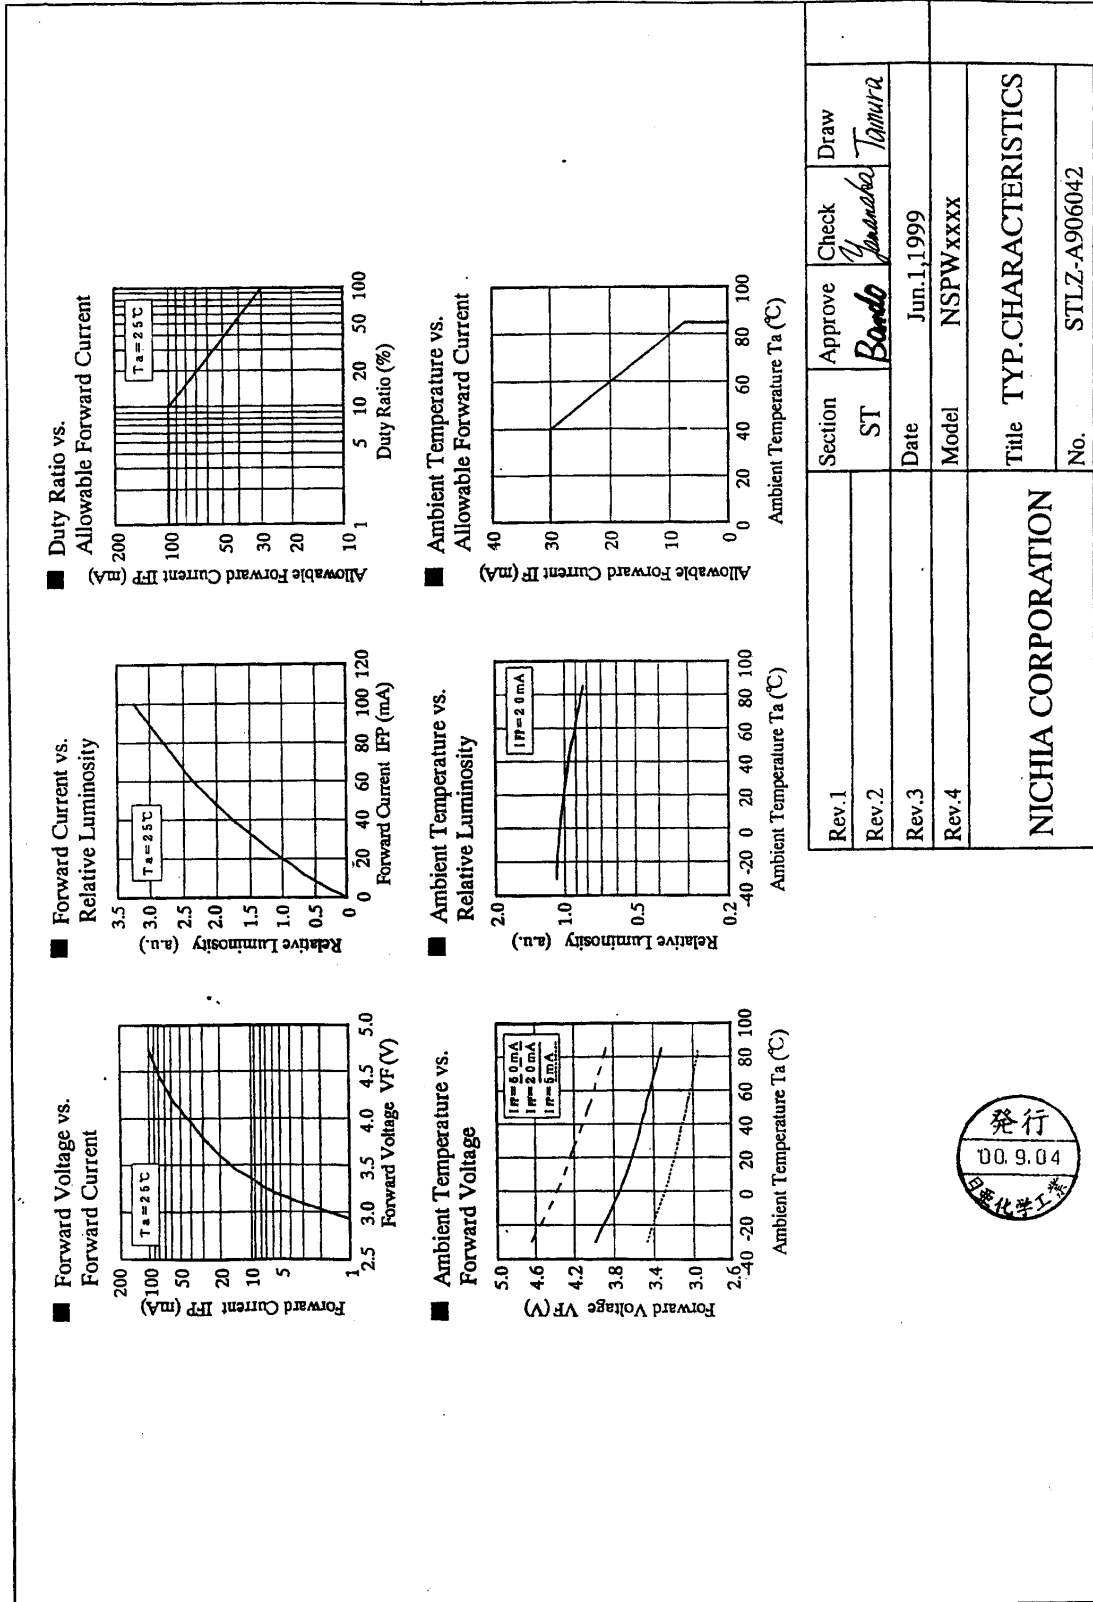 ■ Forward Voltage vs.
Forward Current
Ta=25℃
Forward Current IFP (mA)
200
100
50
20
10
5
1
2.5 3.0 3.5 4.0 4.5 5.0
Forward Voltage VF(V)
■ Forward Current vs.
Relative Luminosity
Ta=25℃
Relative Luminosity (a.u.)
3.5
3.0
2.5
2.0
1.5
1.0
0.5
0
0 20 40 60 80 100 120
Forward Current IFP (mA)
■ Duty Ratio vs.
Allowable Forward Current
Ta=25℃
Allowable Forward Current IFP (mA)
200
100
50
30
20
10
1 5 10 20 50 100
Duty Ratio (%)
■ Ambient Temperature vs.
Forward Voltage
IFP=60mA
IFP=20mA
IFP=5mA
Forward Voltage VF(V)
5.0
4.6
4.2
3.8
3.4
3.0
2.6
-40 -20 0 20 40 60 80 100
Ambient Temperature Ta (℃)
■ Ambient Temperature vs.
Relative Luminosity
IFP=20mA
Relative Luminosity (a.u.)
2.0
1.0
0.5
0.2
-40 -20 0 20 40 60 80 100
Ambient Temperature Ta (℃)
■ Ambient Temperature vs.
Allowable Forward Current
Allowable Forward Current IF (mA)
40
30
20
10
0
0 20 40 60 80 100
Ambient Temperature Ta (℃)
発行
'00.9.04
日亜化学工業
Rev.1
Rev.2
Rev.3
Rev.4
Section Approve Check Draw
ST Bando Yamanaka Tamura
Date Jun.1,1999
Model NSPWxxxx
NICHIA CORPORATION
Title TYP.CHARACTERISTICS
No. STLZ-A906042